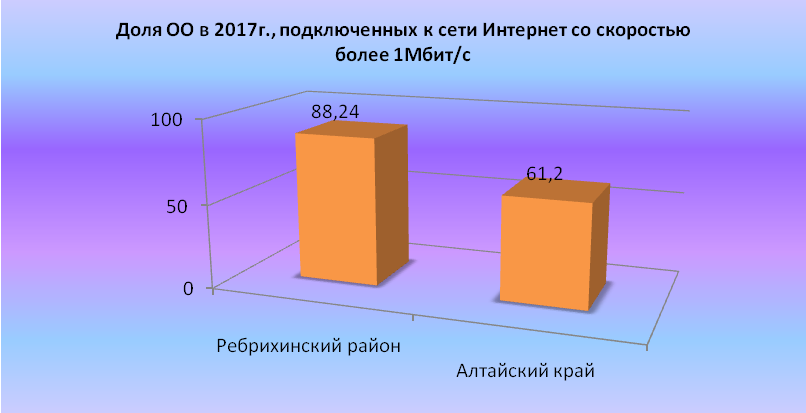 Доля ОО в 2017г., подключенных к сети Интернет со скоростью
более 1Мбит/с
100
50
0
88,24
61,2
Ребрихинский район
Алтайский край